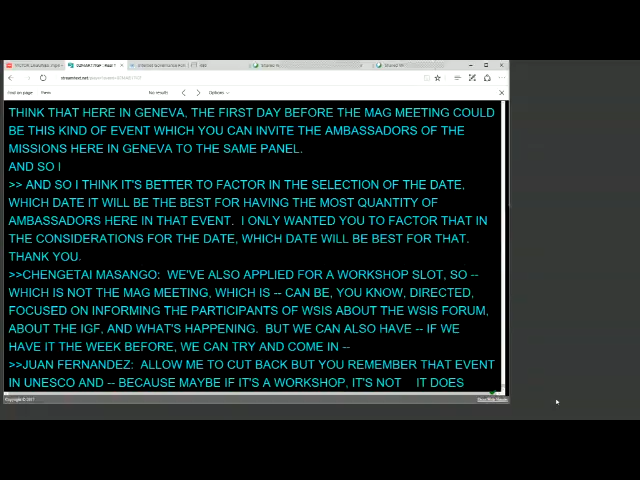 streamtext.net
Find on page
No results
Options
THINK THAT HERE IN GENEVA, THE FIRST DAY BEFORE THE MAG MEETING COULD
BE THIS KIND OF EVENT WHICH YOU CAN INVITE THE AMBASSADORS OF THE
MISSIONS HERE IN GENEVA TO THE SAME PANEL.
AND SO I
>> AND SO I THINK IT'S BETTER TO FACTOR IN THE SELECTION OF THE DATE,
WHICH DATE IT WILL BE THE BEST FOR HAVING THE MOST QUANTITY OF
AMBASSADORS HERE IN THAT EVENT.  I ONLY WANTED YOU TO FACTOR THAT IN
THE CONSIDERATIONS FOR THE DATE, WHICH DATE WILL BE BEST FOR THAT.
THANK YOU.
>>CHENGETAI MASANGO:  WE'VE ALSO APPLIED FOR A WORKSHOP SLOT, SO --
WHICH IS NOT THE MAG MEETING, WHICH IS -- CAN BE, YOU KNOW, DIRECTED,
FOCUSED ON INFORMING THE PARTICIPANTS OF WSIS ABOUT THE WSIS FORUM,
ABOUT THE IGF, AND WHAT'S HAPPENING.  BUT WE CAN ALSO HAVE -- IF WE
HAVE IT THE WEEK BEFORE, WE CAN TRY AND COME IN --
>>JUAN FERNANDEZ:  ALLOW ME TO CUT BACK BUT YOU REMEMBER THAT EVENT
IN UNESCO AND -- BECAUSE MAYBE IF IT'S A WORKSHOP, IT'S NOT    IT DOES